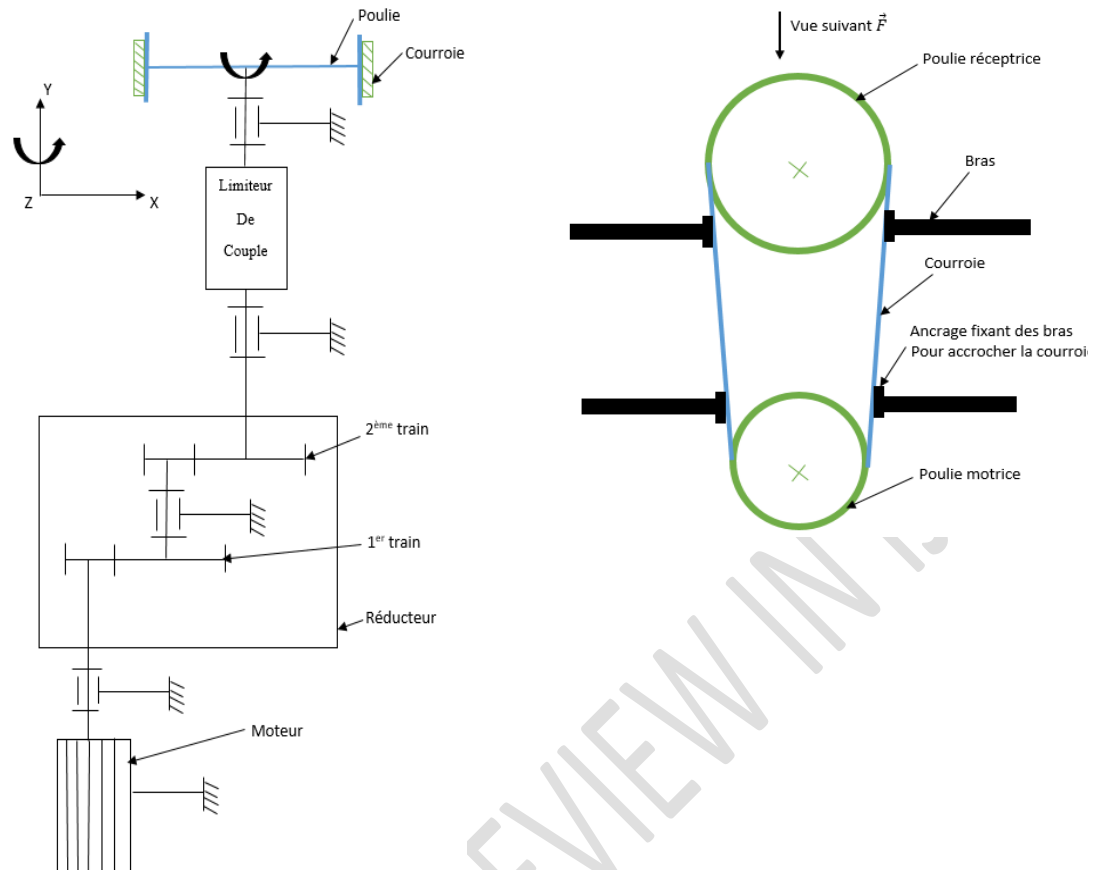 Poulie
Courroie
Y
Z
X
Limiteur
De
Couple
2ème train
1er train
Réducteur
Moteur
Vue suivant F⃗
Poulie réceptrice
Bras
Courroie
Ancrage fixant des bras
Pour accrocher la courroi
Poulie motrice